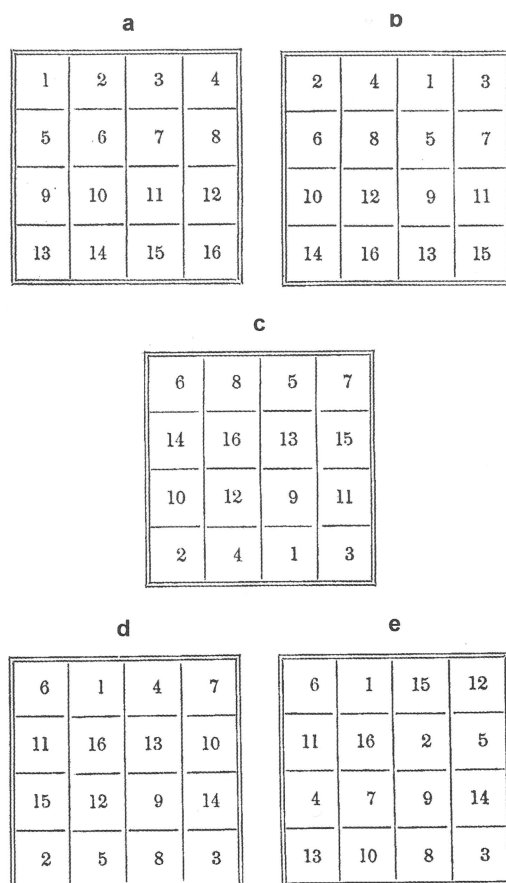 a
1 2 3 4
5 6 7 8
9 10 11 12
13 14 15 16
b
2 4 1 3
6 8 5 7
10 12 9 11
14 16 13 15
c
6 8 5 7
14 16 13 15
10 12 9 11
2 4 1 3
d
6 1 4 7
11 16 13 10
15 12 9 14
2 5 8 3
e
6 1 15 12
11 16 2 5
4 7 9 14
13 10 8 3